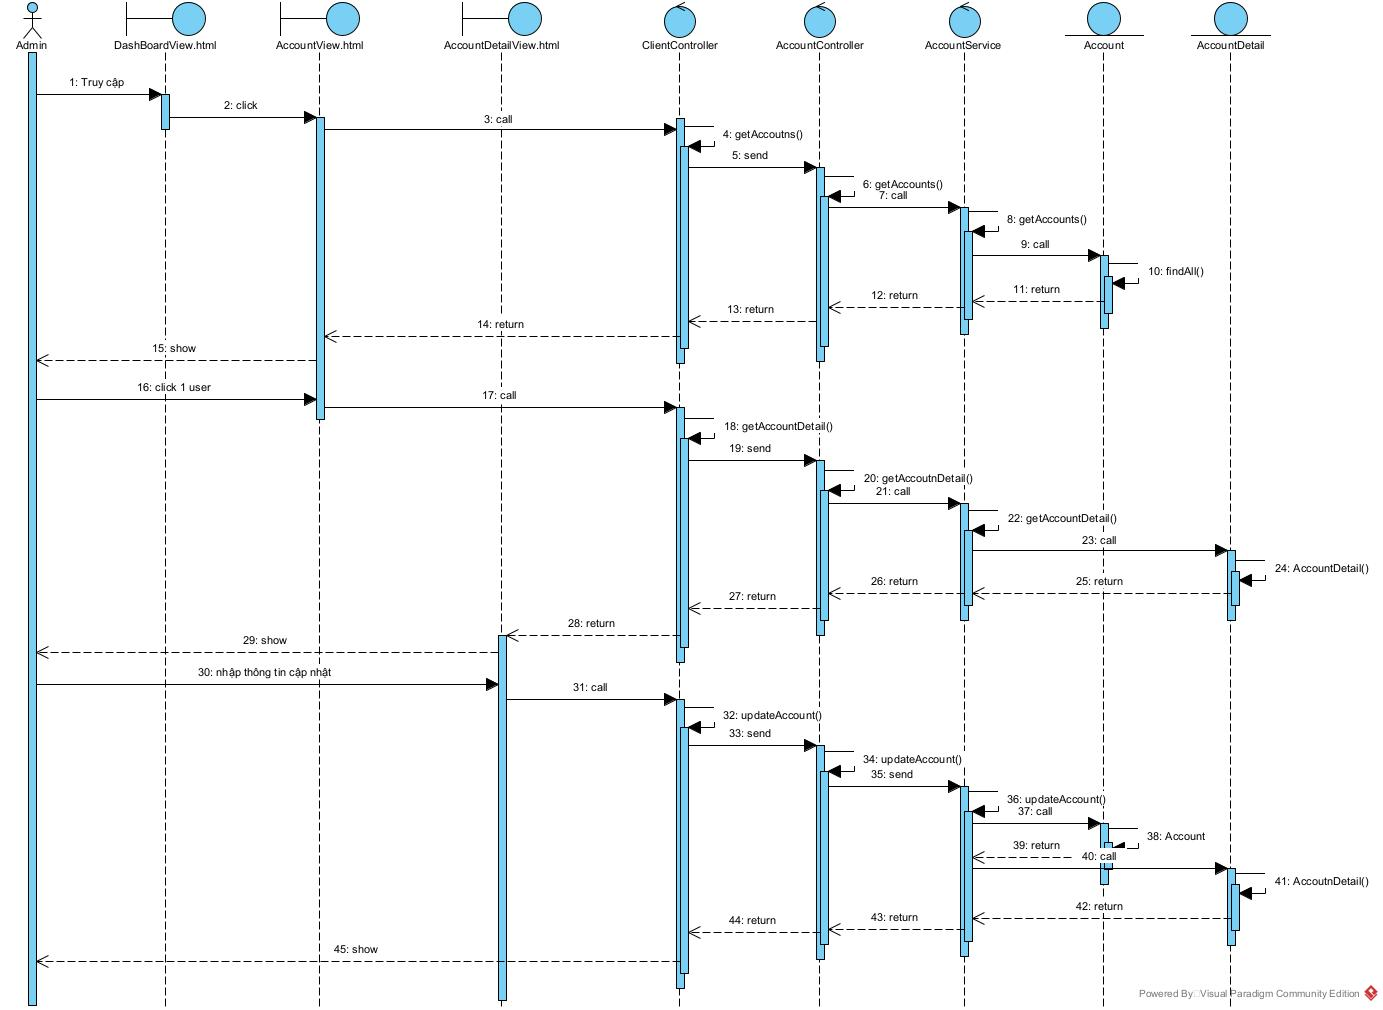 Admin
DashBoardView.html
AccountView.html
AccountDetailView.html
ClientController
AccountController
AccountService
Account
AccountDetail
1: Truy cập
2: click
3: call
4: getAccoutns()
5: send
6: getAccounts()
7: call
8: getAccounts()
9: call
10: findAll()
11: return
12: return
13: return
14: return
15: show
16: click 1 user
17: call
18: getAccountDetail()
19: send
20: getAccoutnDetail()
21: call
22: getAccountDetail()
23: call
24: AccountDetail()
25: return
26: return
27: return
28: return
29: show
30: nhập thông tin cập nhật
31: call
32: updateAccount()
33: send
34: updateAccount()
35: send
36: updateAccount()
37: call
38: Account
39: return
40: call
41: AccoutnDetail()
42: return
43: return
44: return
45: show
Powered By Visual Paradigm Community Edition